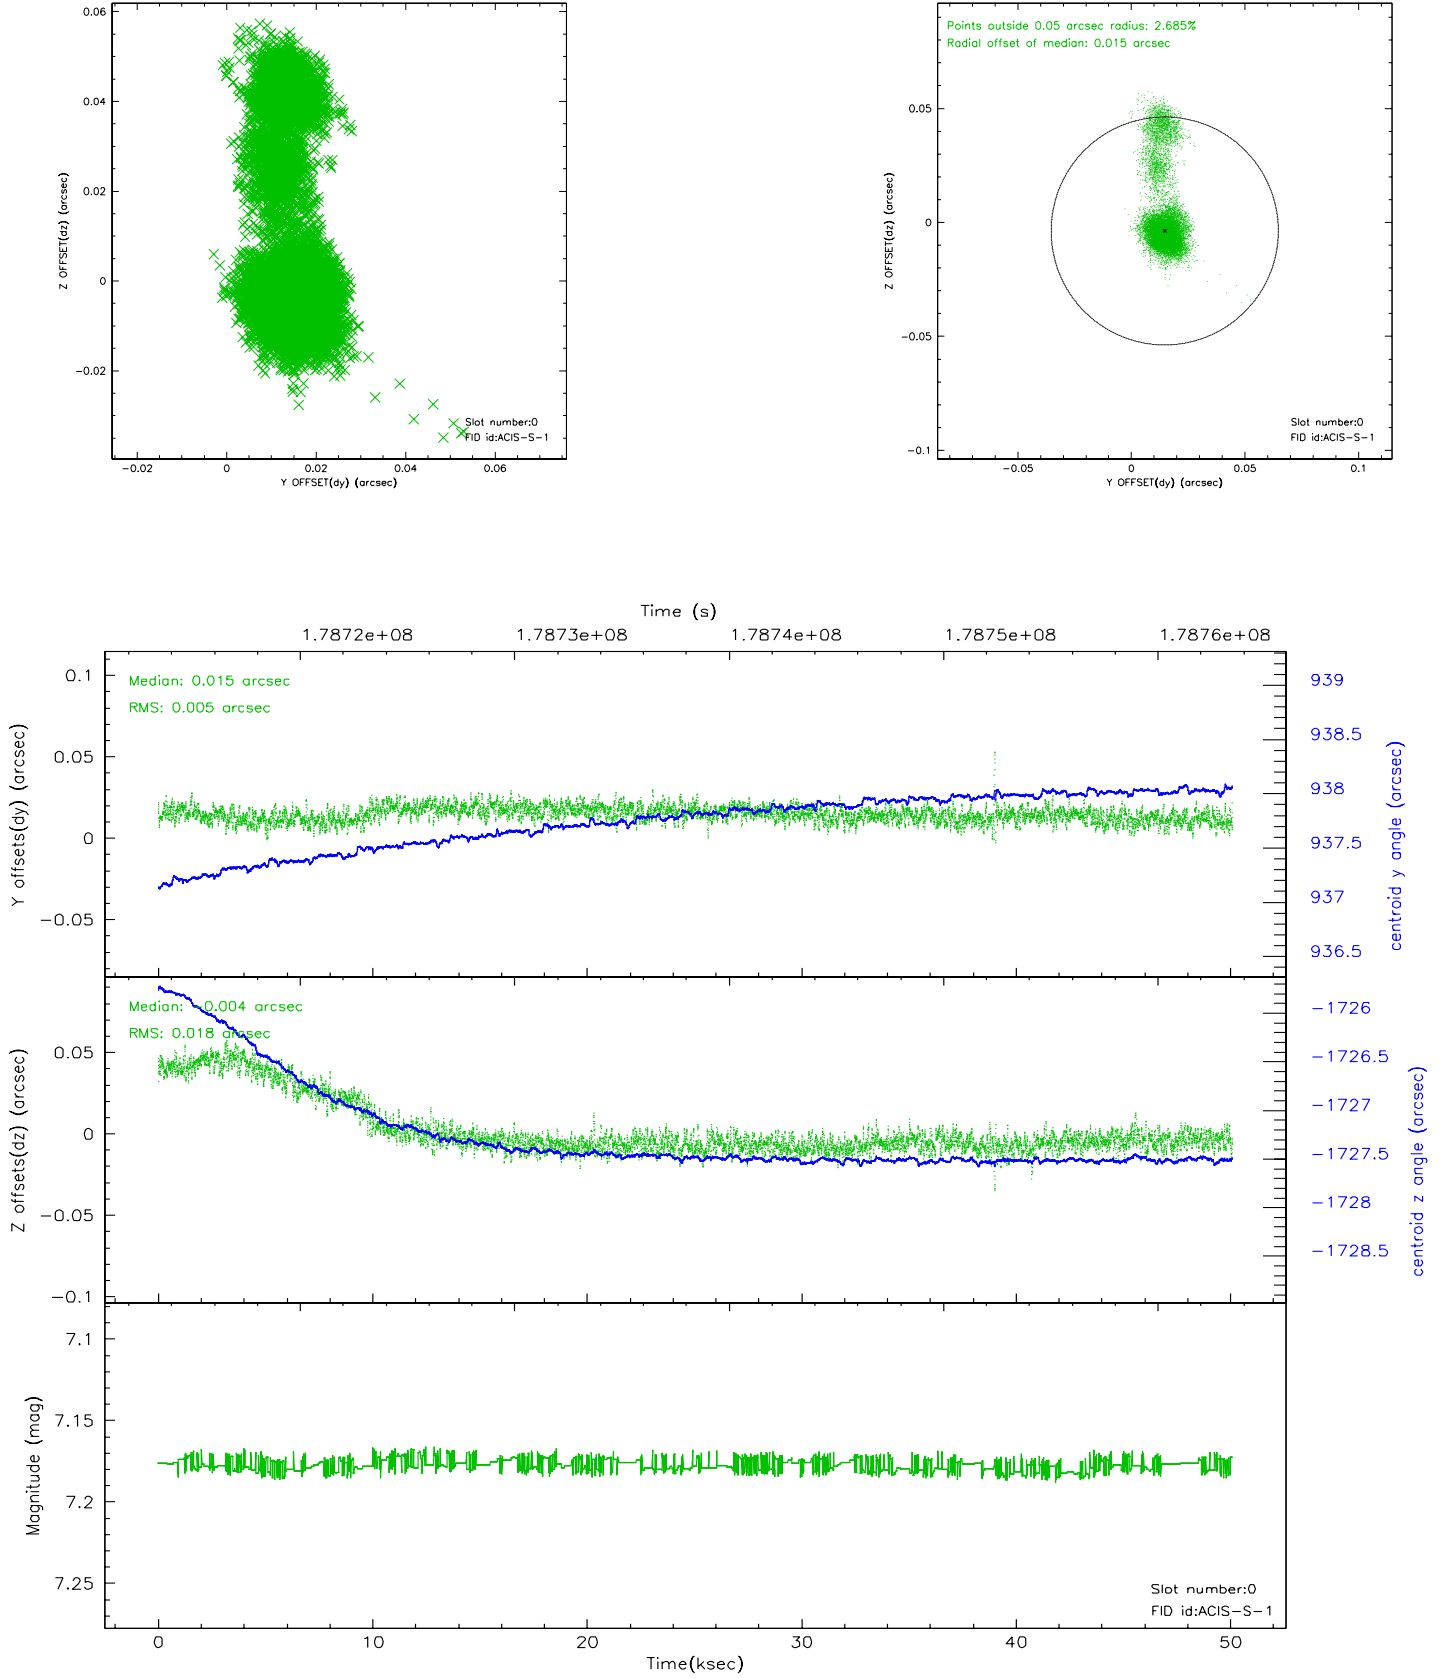 0.06
0.04
0.02
0
−0.02
Z OFFSET(dz) (arcsec)
Slot number:0
FID id:ACIS−S−1
−0.02 0 0.02 0.04 0.06
Y OFFSET(dy) (arcsec)
Points outside 0.05 arcsec radius: 2.685%
Radial offset of median: 0.015 arcsec
0.05
0
−0.05
−0.1
Z OFFSET(dz) (arcsec)
Slot number:0
FID id:ACIS−S−1
−0.05 0 0.05 0.1
Y OFFSET(dy) (arcsec)
Time (s)
1.7872e+08 1.7873e+08 1.7874e+08 1.7875e+08 1.7876e+08
Median: 0.015 arcsec
RMS: 0.005 arcsec
0.1
0.05
0
−0.05
Y offsets(dy) (arcsec)
939
938.5
938
937.5
937
936.5
centroid y angle (arcsec)
Median: −0.004 arcsec
RMS: 0.018 arcsec
0.05
0
−0.05
−0.1
Z offsets(dz) (arcsec)
−1726
−1726.5
−1727
−1727.5
−1728
−1728.5
centroid z angle (arcsec)
7.1
7.15
7.2
7.25
Magnitude (mag)
Slot number:0
FID id:ACIS−S−1
0 10 20 30 40 50
Time(ksec)